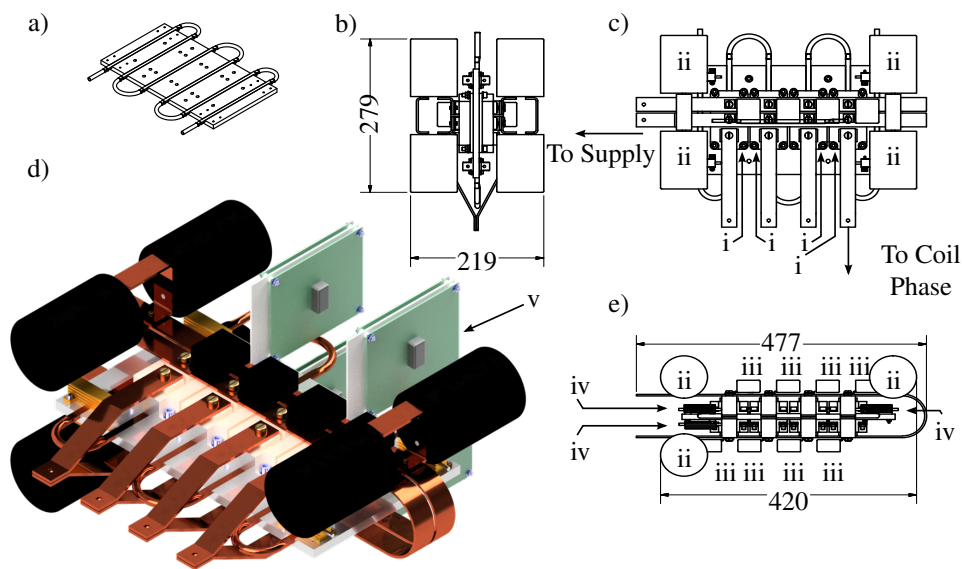 a)
b)
279
219
c)
ii
ii
ii
ii
To Supply
i
i
i
i
To Coil
Phase
d)
v
e)
477
ii
iii
iii
iii
iii
ii
iv
iv
iv
ii
iii
iii
iii
iii
420